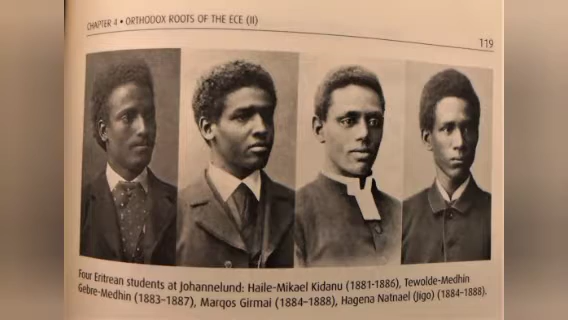 CHAPTER 4 • ORTHODOX ROOTS OF THE ECE (II)
119
Four Eritrean students at Johannelund: Haile-Mikael Kidanu (1881-1886), Tewolde-Medhin
Gebre-Medhin (1883–1887), Marqos Girmai (1884–1888), Hagena Natnael (Jigo) (1884-1888).